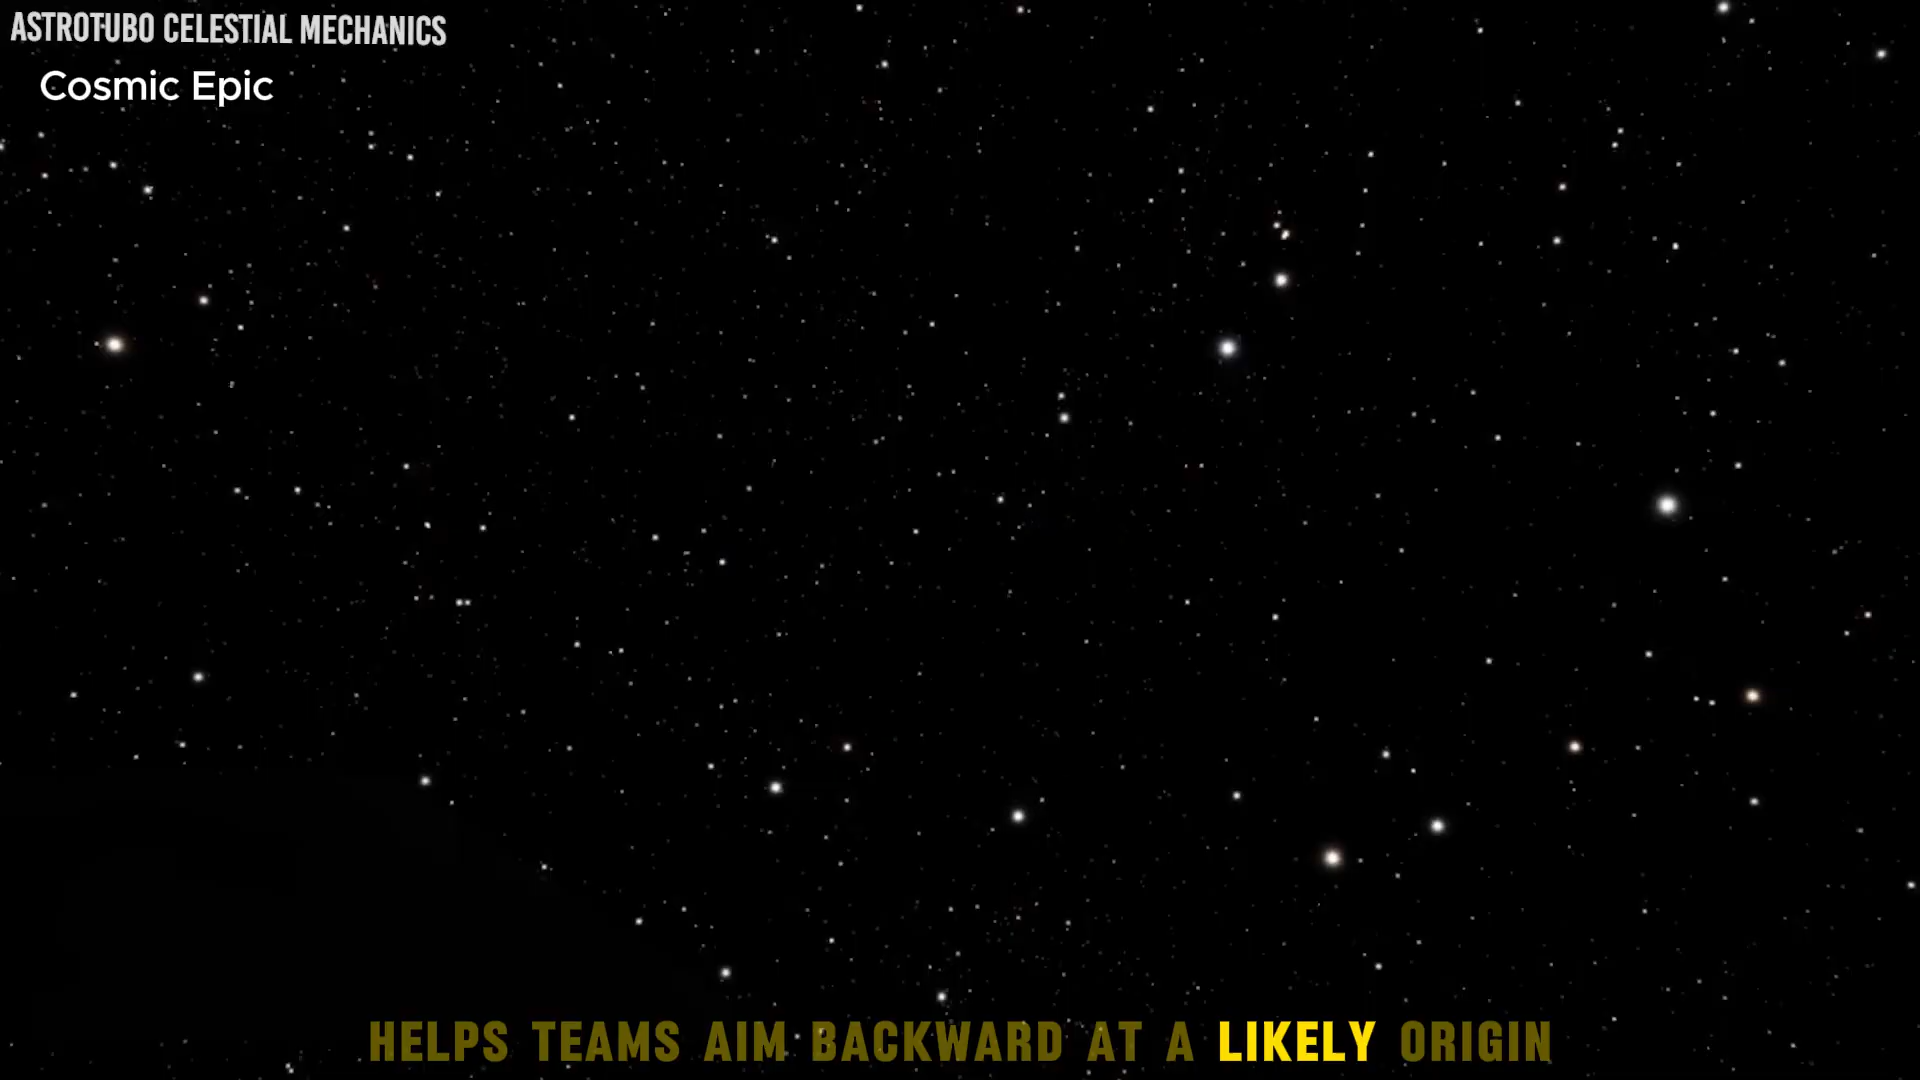 ASTROTUBO CELESTIAL MECHANICS
Cosmic Epic
HELPS TEAMS AIM BACKWARD AT A LIKELY ORIGIN